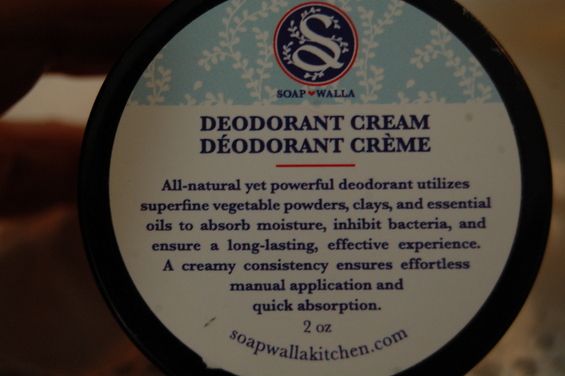 S
SOAP❤WALLA
DEODORANT CREAM
DÉODORANT CRÈME
All-natural yet powerful deodorant utilizes
superfine vegetable powders, clays, and essential
oils to absorb moisture, inhibit bacteria, and
ensure a long-lasting, effective experience.
A creamy consistency ensures effortless
manual application and
quick absorption.
2 oz
soapwallakitchen.com